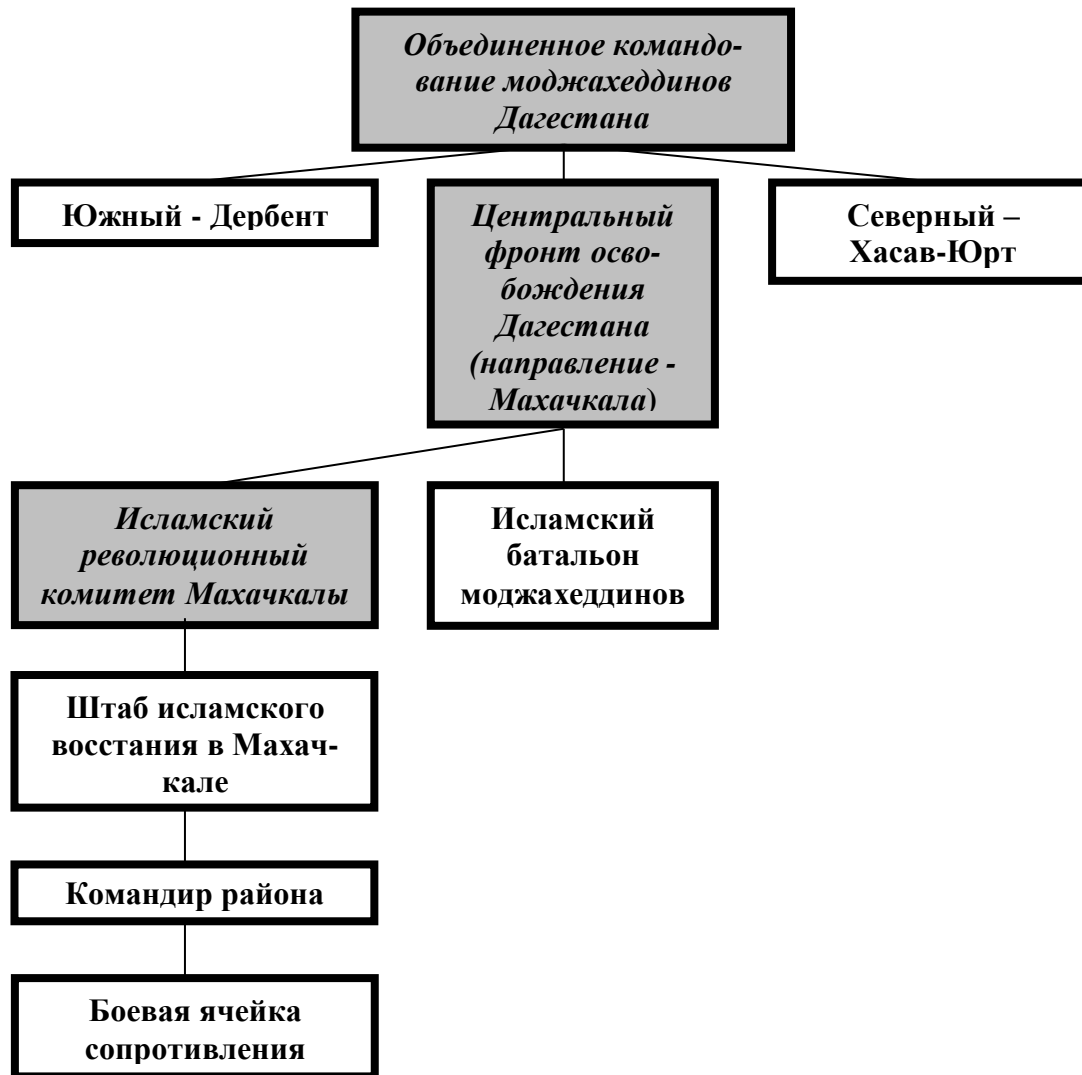 Объединенное командо-
вание моджахеддинов
Дагестана
Южный - Дербент
Центральный
фронт осво-
бождения
Дагестана
(направление -
Махачкала)
Северный –
Хасав-Юрт
Исламский
революционный
комитет Махачкалы
Исламский
батальон
моджахеддинов
Штаб исламского
восстания в Махач-
кале
Командир района
Боевая ячейка
сопротивления